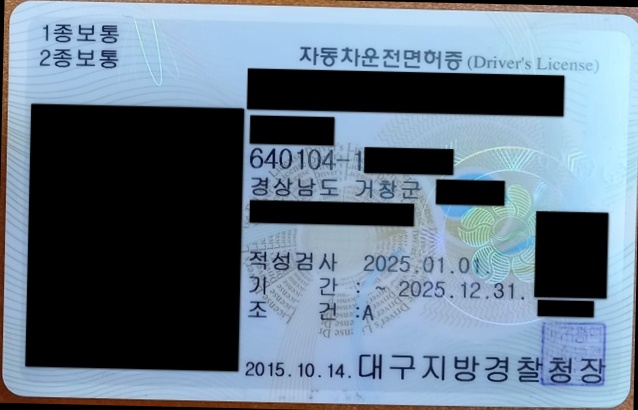 1종보통
2종보통
자동차운전면허증 (Driver's License)
640104-1
경상남도 거창군
적성검사 2025.01.01.
기 간 : ~ 2025.12.31.
조 건 :A
2015.10.14. 대구지방경찰청장